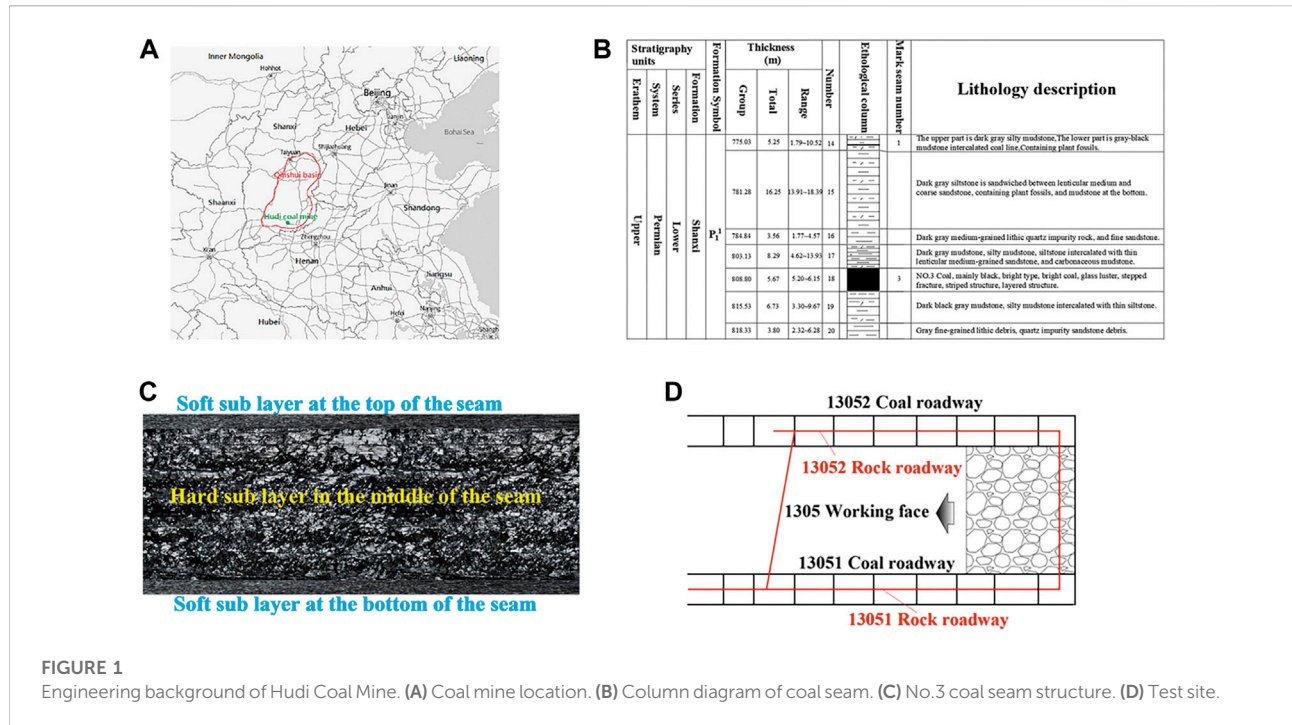 A
Inner Mongolia
Hohhot
Liaoning
Beijing
Tianjin
Shanxi
Hebei
Bohai Sea
Taiyuan
Shijiazhuang
Qinshui basin
Jinan
Shaanxi
Shandong
Hudi coal mine
Xi'an
Zhengzhou
Henan
Jiangsu
Anhui
Hefei
Nanjing
Hubei
Shangh
B
Stratigraphy units
Erathem
System
Series
Formation
Formation Symbol
Thickness (m)
Group
Total
Range
Number
Ethological column
Mark seam number
Lithology description
Upper
Permian
Lower
Shanxi
P₁¹
775.03 5.25 1.79–10.52 14 1 The upper part is dark gray silty mudstone,The lower part is gray-black
mudstone intercalated coal line,Containing plant fossils.
781.28 16.25 13.91–18.39 15 Dark gray siltstone is sandwiched between lenticular medium and
coarse sandstone, containing plant fossils, and mudstone at the bottom.
784.84 3.56 1.77–4.57 16 Dark gray medium-grained lithic quartz impurity rock, and fine sandstone.
803.13 8.29 4.62–13.93 17 Dark gray mudstone, silty mudstone, siltstone intercalated with thin
lenticular medium-grained sandstone, and carbonaceous mudstone.
808.80 5.67 5.20–6.15 18 3 NO.3 Coal, mainly black, bright type, bright coal, glass luster, stepped
fracture, striped structure, layered structure.
815.53 6.73 3.30–9.67 19 Dark black gray mudstone, silty mudstone intercalated with thin siltstone.
818.33 3.80 2.32–6.28 20 Gray fine-grained lithic debris, quartz impurity sandstone debris.
C
Soft sub layer at the top of the seam
Hard sub layer in the middle of the seam
Soft sub layer at the bottom of the seam
D
13052 Coal roadway
13052 Rock roadway
1305 Working face
13051 Coal roadway
13051 Rock roadway
FIGURE 1
Engineering background of Hudi Coal Mine. (A) Coal mine location. (B) Column diagram of coal seam. (C) No.3 coal seam structure. (D) Test site.